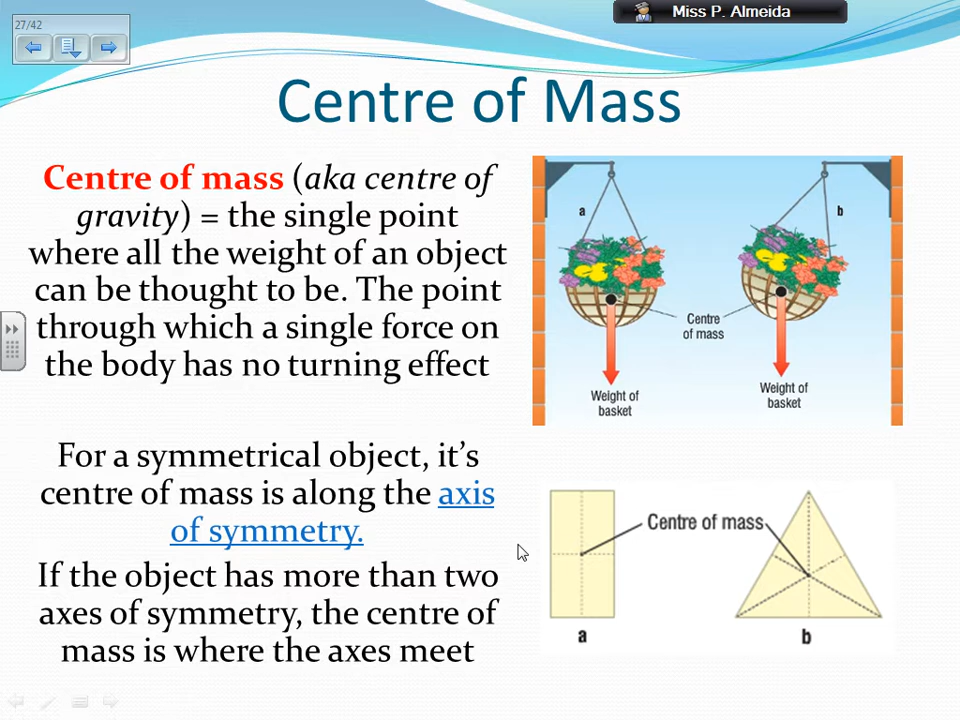 27/42
Miss P. Almeida
Centre of Mass
Centre of mass (aka centre of
gravity) = the single point
where all the weight of an object
can be thought to be. The point
through which a single force on
the body has no turning effect
For a symmetrical object, it's
centre of mass is along the axis
of symmetry.
If the object has more than two
axes of symmetry, the centre of
mass is where the axes meet
a
b
Centre
of mass
Weight of
basket
Weight of
basket
Centre of mass
a
b